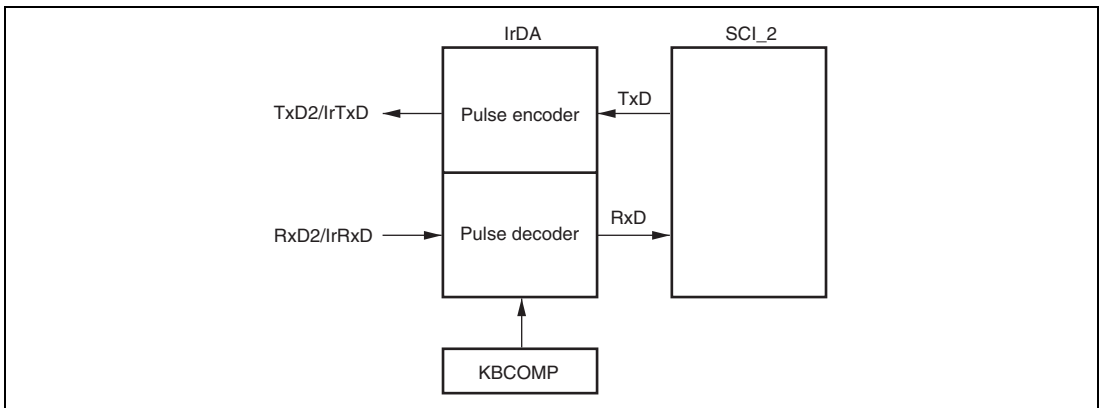 IrDA
SCI_2
TxD2/IrTxD
Pulse encoder
TxD
RxD2/IrRxD
Pulse decoder
RxD
KBCOMP